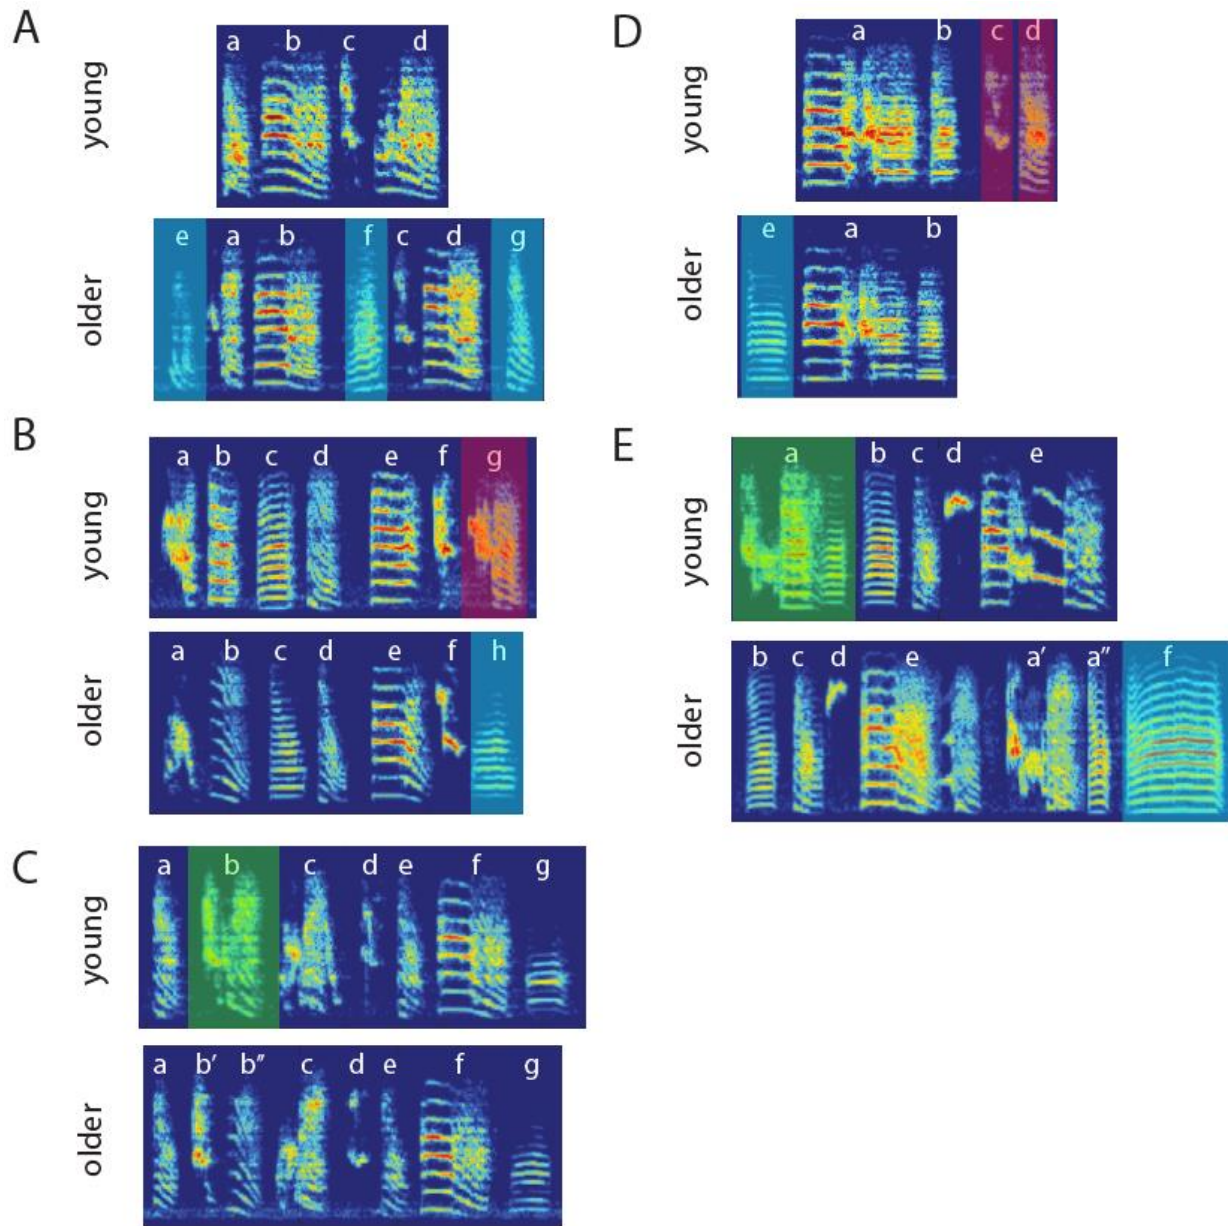 A
young
a b c d
older
e a b f c d g
B
young
a b c d e f g
older
a b c d e f h
C
young
a b c d e f g
older
a b′ b″ c d e f g
D
young
a b c d
older
e a b
E
young
a b c d e
older
b c d e a′ a″ f